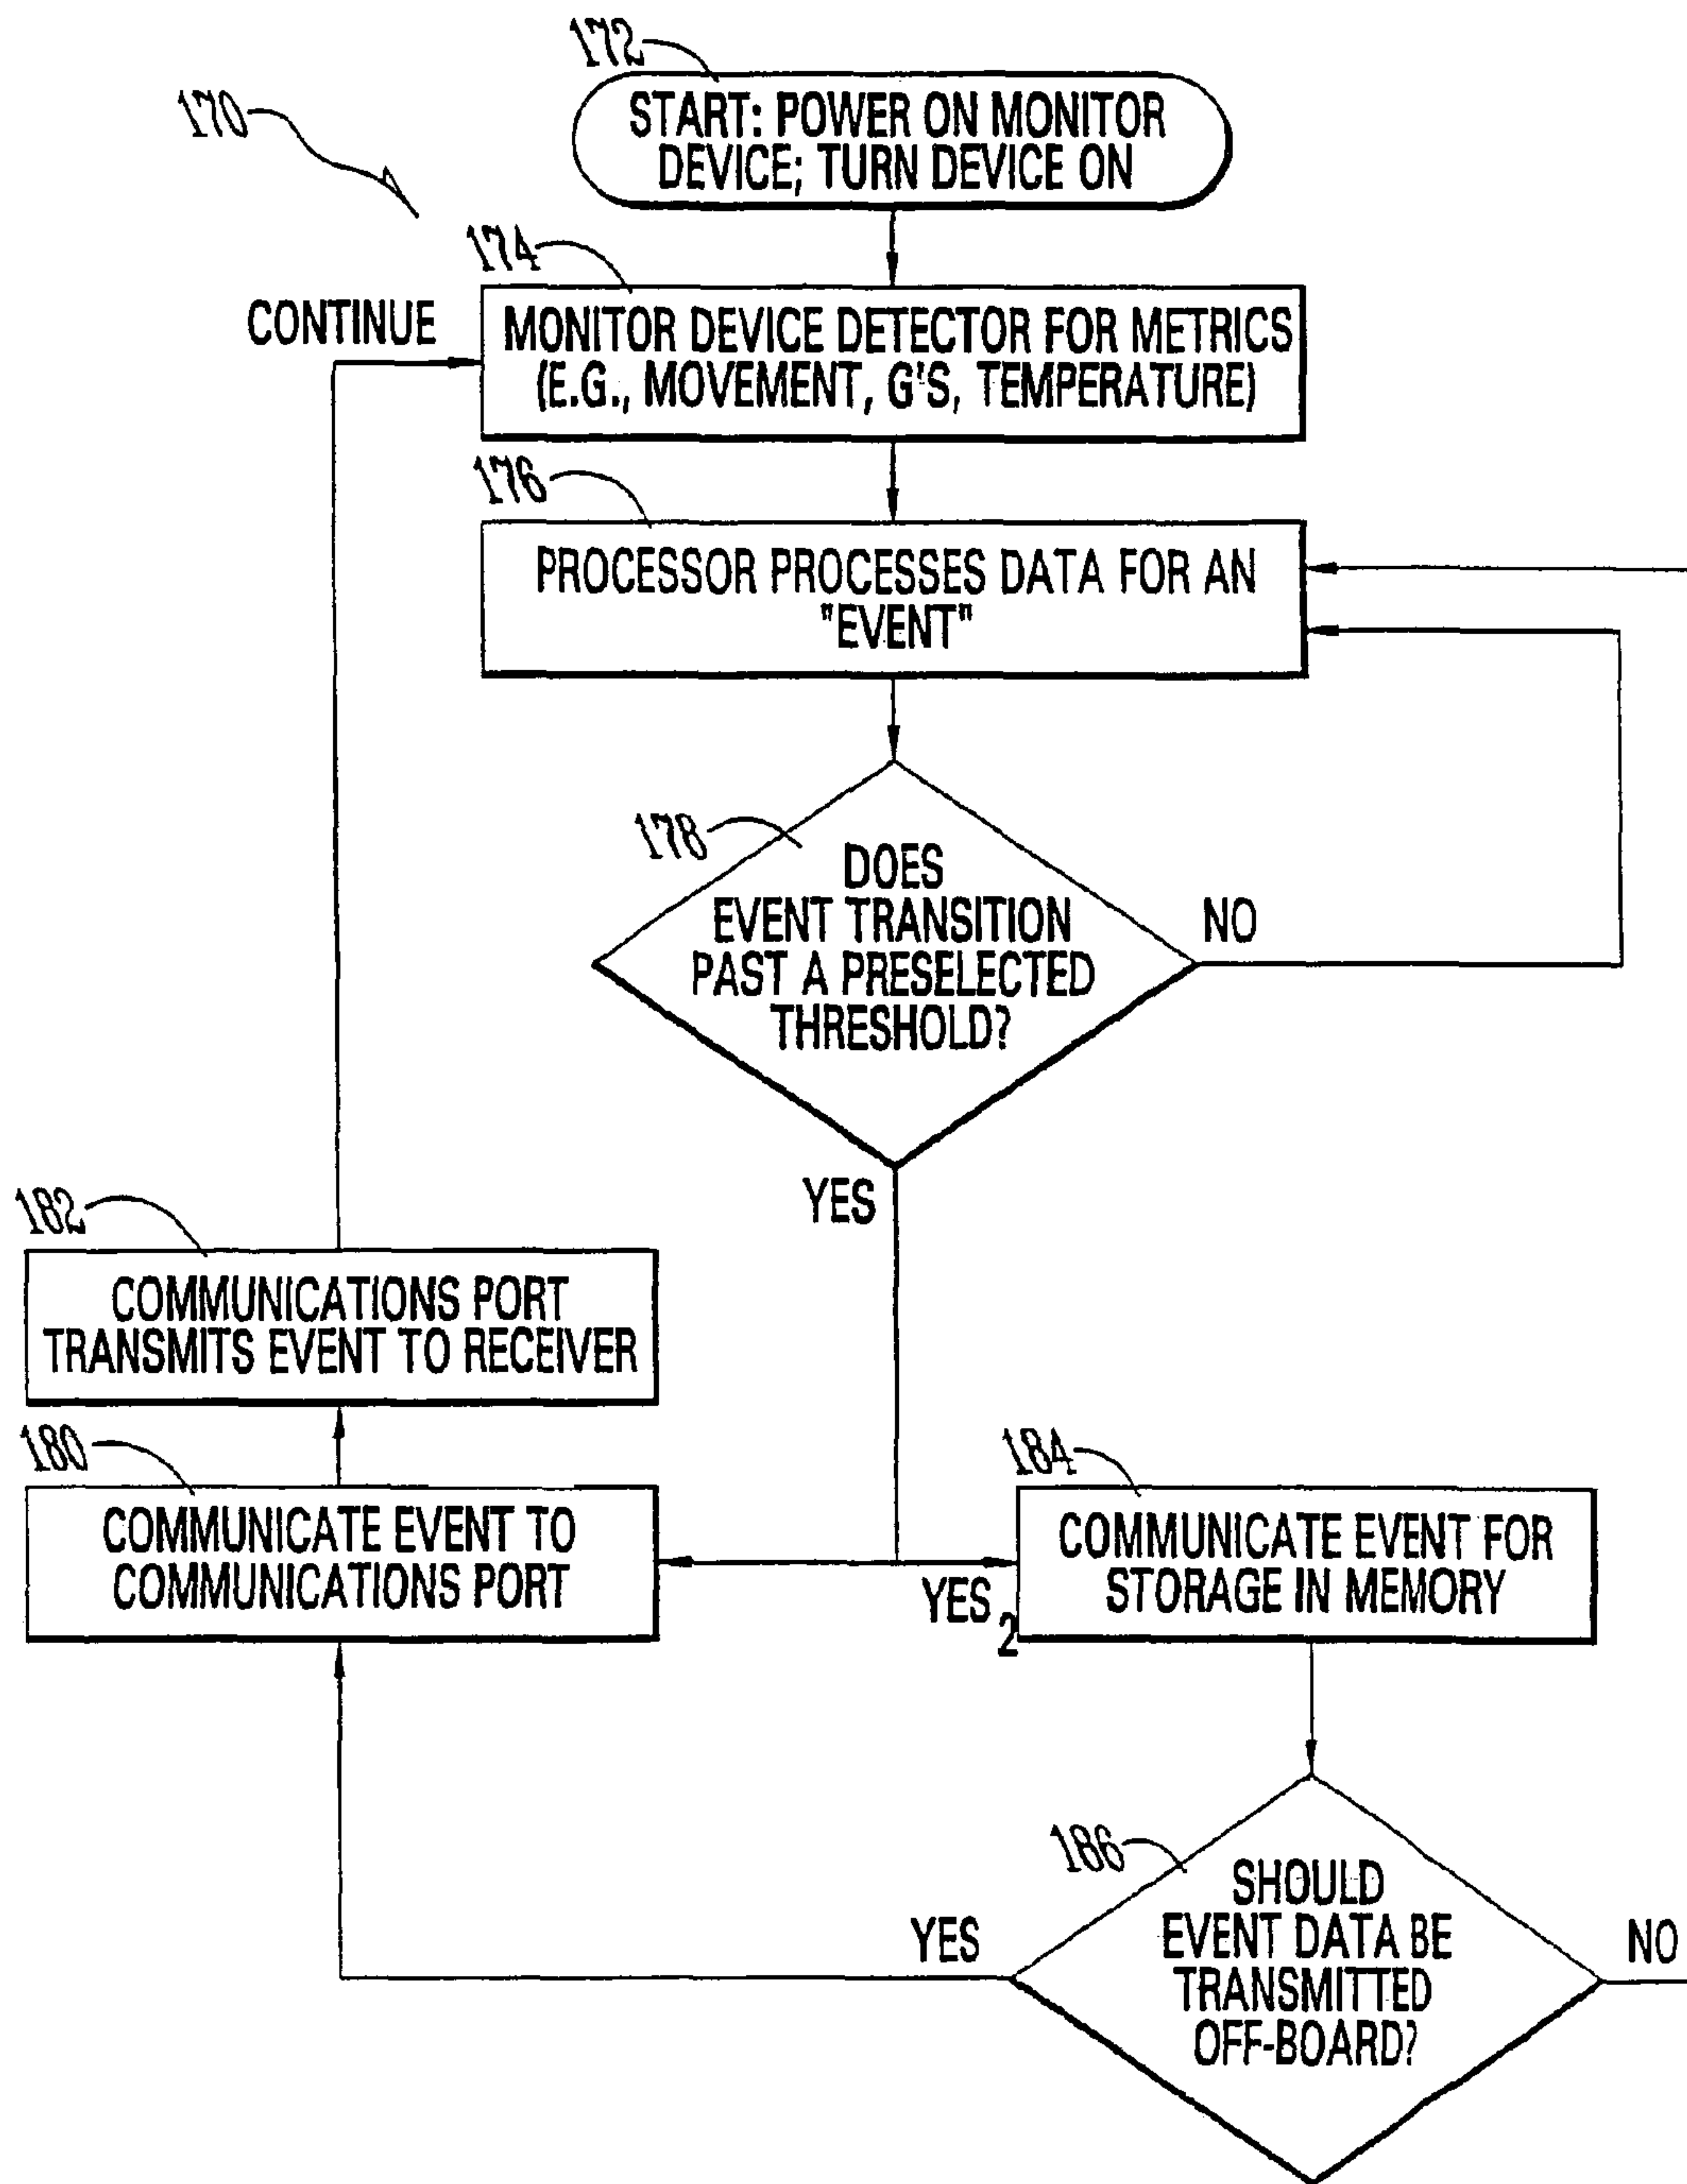 172
170
START: POWER ON MONITOR
DEVICE; TURN DEVICE ON
174
CONTINUE
MONITOR DEVICE DETECTOR FOR METRICS
(E.G., MOVEMENT, G'S, TEMPERATURE)
176
PROCESSOR PROCESSES DATA FOR AN
"EVENT"
178
DOES
EVENT TRANSITION
PAST A PRESELECTED
THRESHOLD?
NO
YES
182
COMMUNICATIONS PORT
TRANSMITS EVENT TO RECEIVER
180
COMMUNICATE EVENT TO
COMMUNICATIONS PORT
YES 2
184
COMMUNICATE EVENT FOR
STORAGE IN MEMORY
186
SHOULD
EVENT DATA BE
TRANSMITTED
OFF-BOARD?
YES
NO